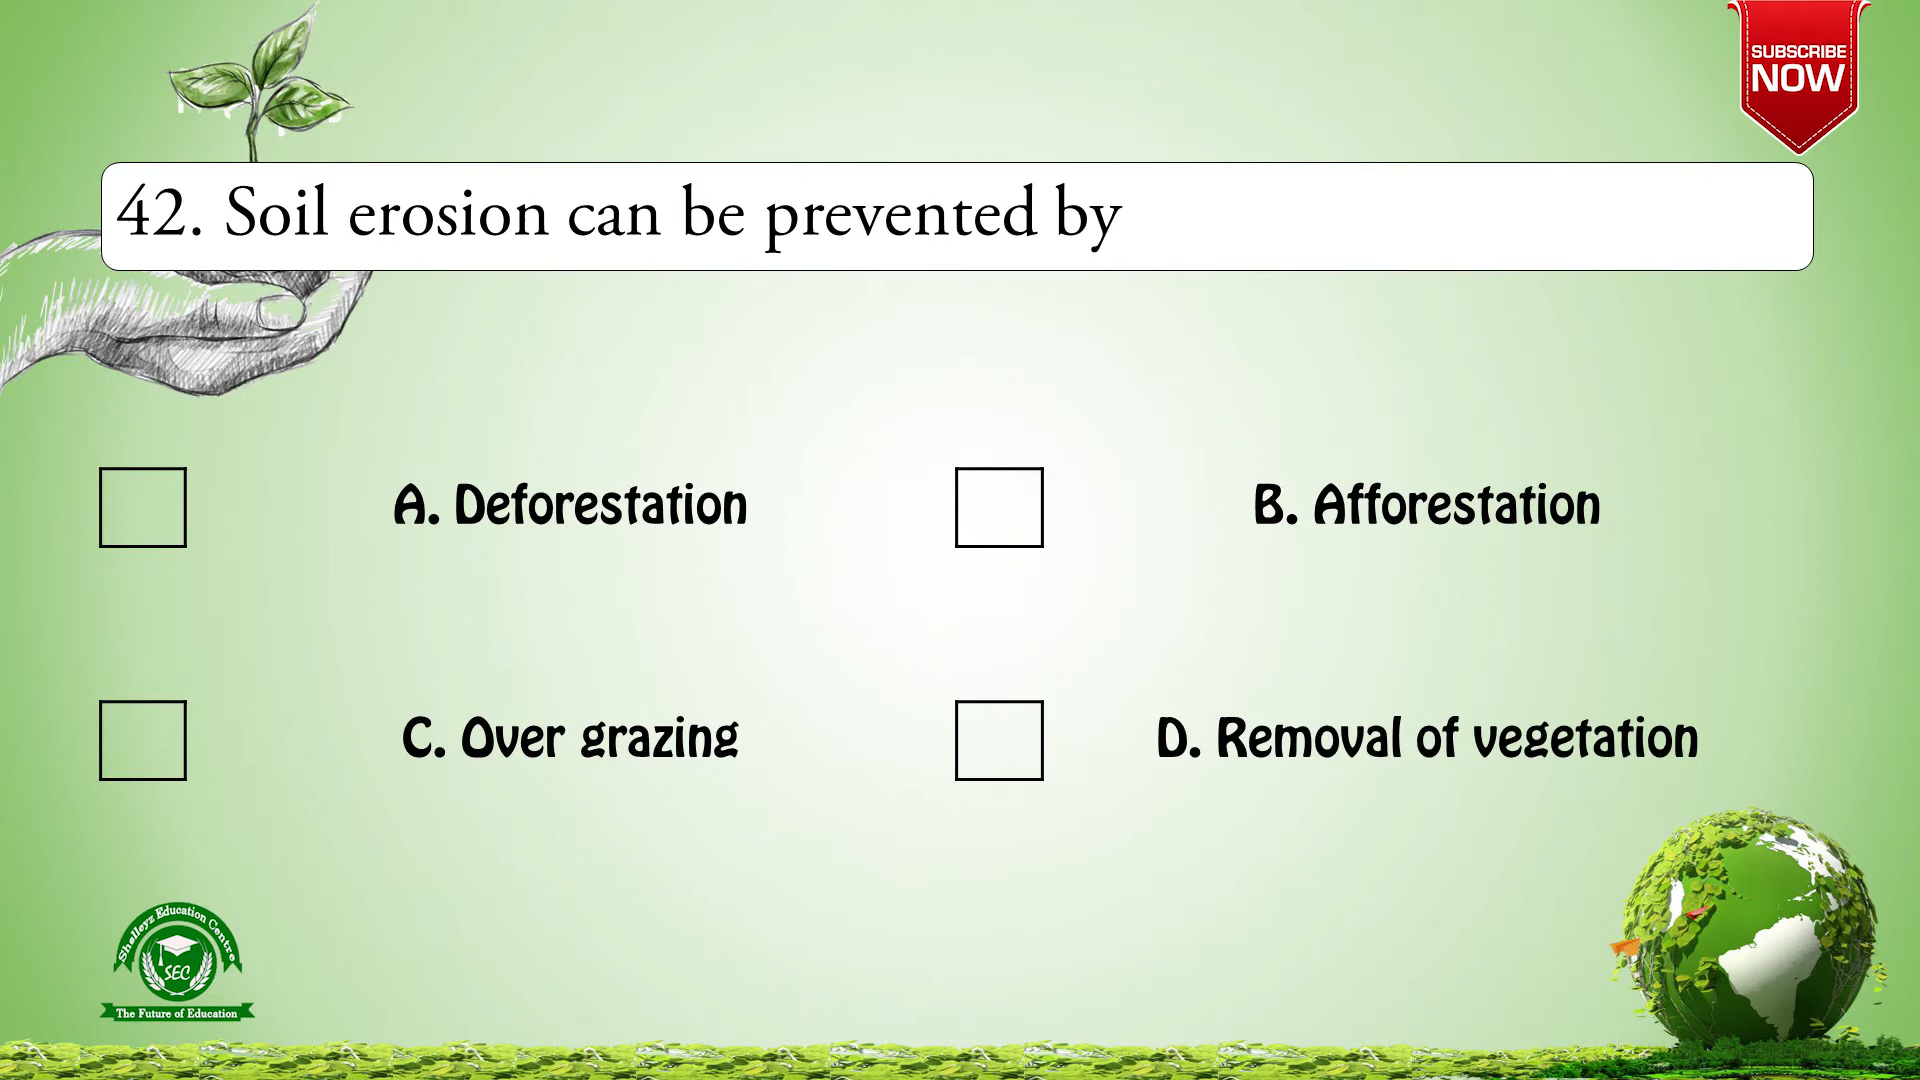 SUBSCRIBE
NOW
42. Soil erosion can be prevented by
A. Deforestation
B. Afforestation
C. Over grazing
D. Removal of vegetation
Shelleyz Education Centre
SEC
The Future of Education